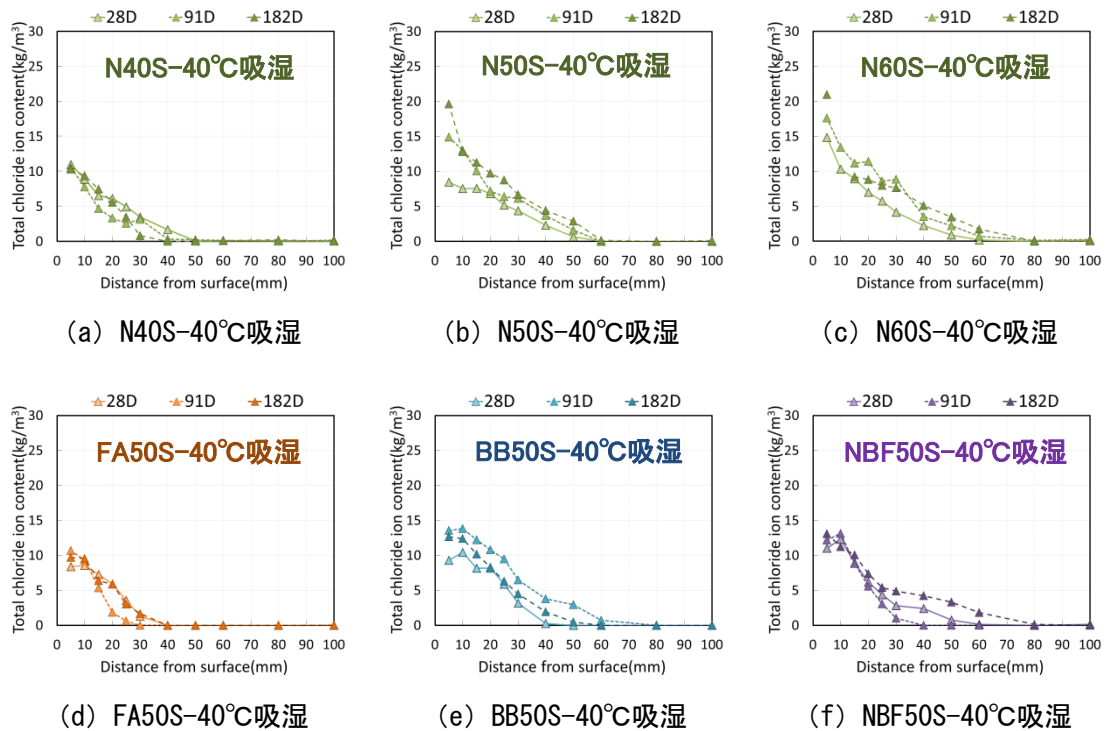 28D 91D 182D
Total chloride ion content(kg/m³)
30
25
20
15
10
5
0
N40S-40℃吸湿
0 10 20 30 40 50 60 70 80 90 100
Distance from surface(mm)
(a) N40S-40℃吸湿
28D 91D 182D
Total chloride ion content(kg/m³)
30
25
20
15
10
5
0
N50S-40℃吸湿
0 10 20 30 40 50 60 70 80 90 100
Distance from surface(mm)
(b) N50S-40℃吸湿
28D 91D 182D
Total chloride ion content(kg/m³)
30
25
20
15
10
5
0
N60S-40℃吸湿
0 10 20 30 40 50 60 70 80 90 100
Distance from surface(mm)
(c) N60S-40℃吸湿
28D 91D 182D
Total chloride ion content(kg/m³)
30
25
20
15
10
5
0
FA50S-40℃吸湿
0 10 20 30 40 50 60 70 80 90 100
Distance from surface(mm)
(d) FA50S-40℃吸湿
28D 91D 182D
Total chloride ion content(kg/m³)
30
25
20
15
10
5
0
BB50S-40℃吸湿
0 10 20 30 40 50 60 70 80 90 100
Distance from surface(mm)
(e) BB50S-40℃吸湿
28D 91D 182D
Total chloride ion content(kg/m³)
30
25
20
15
10
5
0
NBF50S-40℃吸湿
0 10 20 30 40 50 60 70 80 90 100
Distance from surface(mm)
(f) NBF50S-40℃吸湿